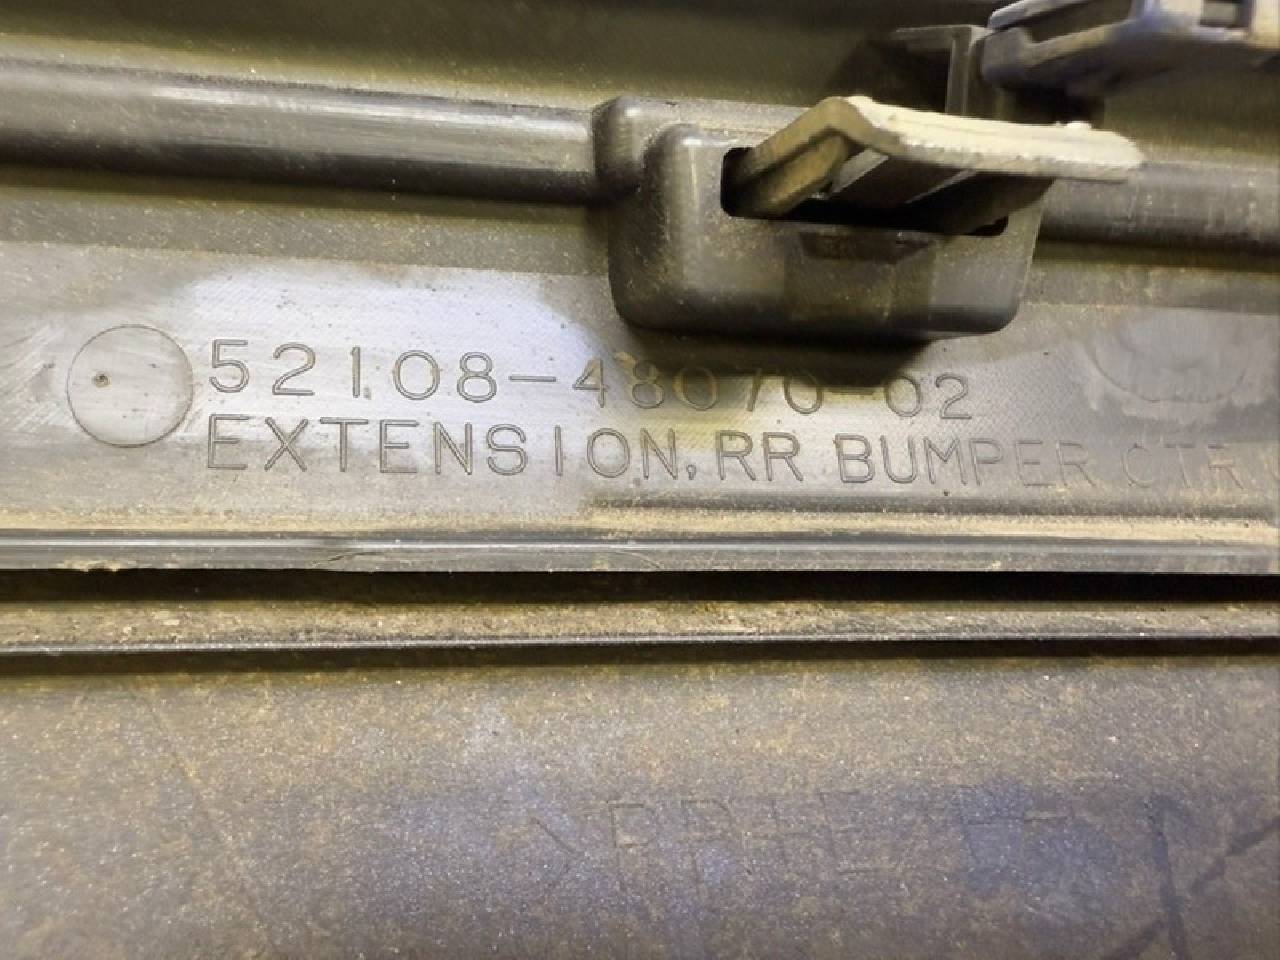 52108-48070-02
EXTENSION, RR BUMPER CTR.